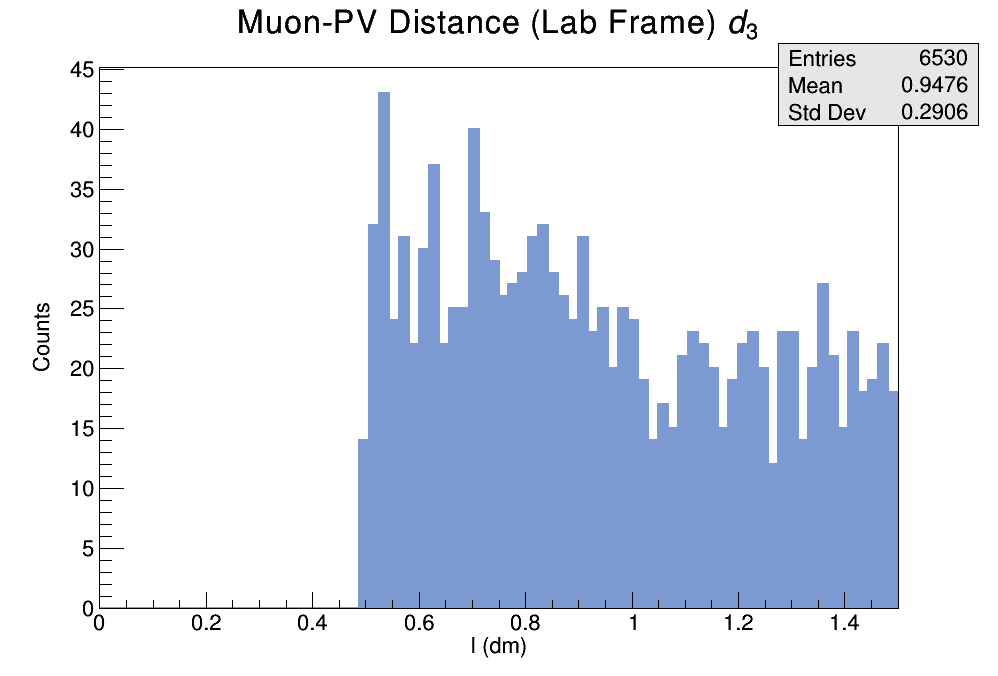 Muon-PV Distance (Lab Frame) d₃
Entries 6530
Mean 0.9476
Std Dev 0.2906
45
40
35
30
25
20
15
10
5
0
Counts
0 0.2 0.4 0.6 0.8 1 1.2 1.4
l (dm)